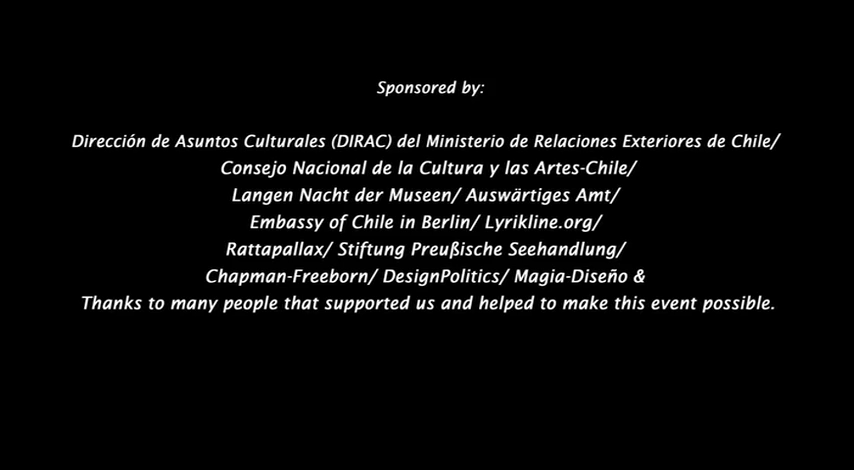 Sponsored by:
Dirección de Asuntos Culturales (DIRAC) del Ministerio de Relaciones Exteriores de Chile/
Consejo Nacional de la Cultura y las Artes-Chile/
Langen Nacht der Museen/ Auswärtiges Amt/
Embassy of Chile in Berlin/ Lyrikline.org/
Rattapallax/ Stiftung Preußische Seehandlung/
Chapman-Freeborn/ DesignPolitics/ Magia-Diseño &
Thanks to many people that supported us and helped to make this event possible.